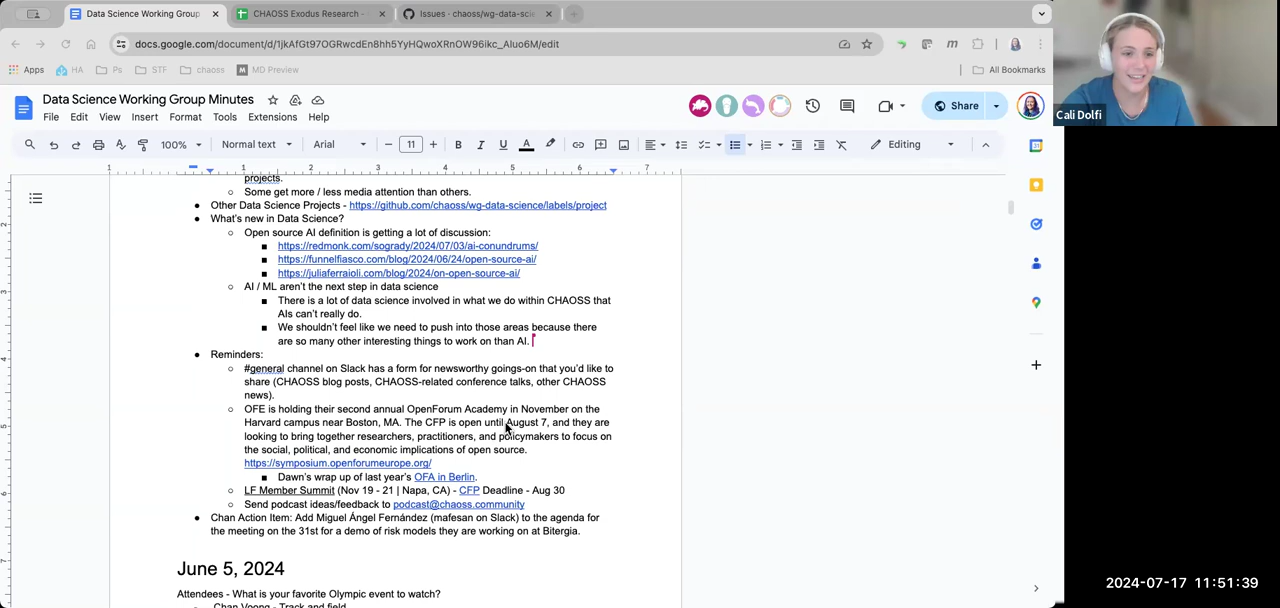 Data Science Working Group
CHAOSS Exodus Research -
Issues · chaoss/wg-data-scie
docs.google.com/document/d/1jkAfGt97OGRwcdEn8hh5YyHQwoXRnOW96ikc_AIuo6M/edit
Apps
HA
Ps
STF
chaoss
MD Preview
All Bookmarks
Cali Dolfi
Data Science Working Group Minutes
File Edit View Insert Format Tools Extensions Help
Share
100%
Normal text
Arial
11
Editing
1 1 2 3 4 5 6 7
projects.
Some get more / less media attention than others.
Other Data Science Projects - https://github.com/chaoss/wg-data-science/labels/project
What's new in Data Science?
Open source AI definition is getting a lot of discussion:
https://redmonk.com/sogrady/2024/07/03/ai-conundrums/
https://funnelfiasco.com/blog/2024/06/24/open-source-ai/
https://juliaferraioli.com/blog/2024/on-open-source-ai/
AI / ML aren't the next step in data science
There is a lot of data science involved in what we do within CHAOSS that
AIs can't really do.
We shouldn't feel like we need to push into those areas because there
are so many other interesting things to work on than AI.
Reminders:
#general channel on Slack has a form for newsworthy goings-on that you'd like to
share (CHAOSS blog posts, CHAOSS-related conference talks, other CHAOSS
news).
OFE is holding their second annual OpenForum Academy in November on the
Harvard campus near Boston, MA. The CFP is open until August 7, and they are
looking to bring together researchers, practitioners, and policymakers to focus on
the social, political, and economic implications of open source.
https://symposium.openforumeurope.org/
Dawn's wrap up of last year's OFA in Berlin.
LF Member Summit (Nov 19 - 21 | Napa, CA) - CFP Deadline - Aug 30
Send podcast ideas/feedback to podcast@chaoss.community
Chan Action Item: Add Miguel Ángel Fernández (mafesan on Slack) to the agenda for
the meeting on the 31st for a demo of risk models they are working on at Bitergia.
June 5, 2024
Attendees - What is your favorite Olympic event to watch?
Chan Voong - Track and field
2024-07-17 11:51:39